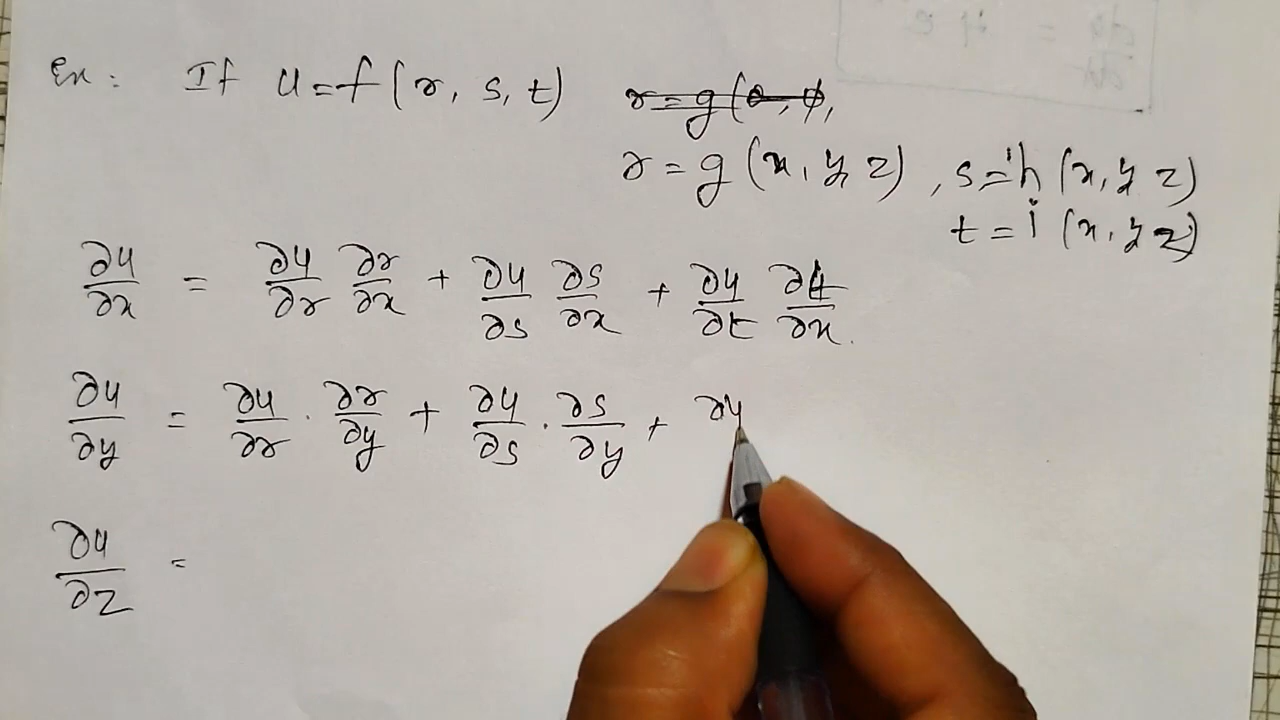 Ex: If u=f(r, s, t) r=g(θ, φ,
r=g(x, y, z), s=h(x, y, z)
t=i(x, y, z)
∂u/∂x = ∂u/∂r ∂r/∂x + ∂u/∂s ∂s/∂x + ∂u/∂t ∂t/∂x
∂u/∂y = ∂u/∂r · ∂r/∂y + ∂u/∂s · ∂s/∂y + ∂u
∂u/∂z =